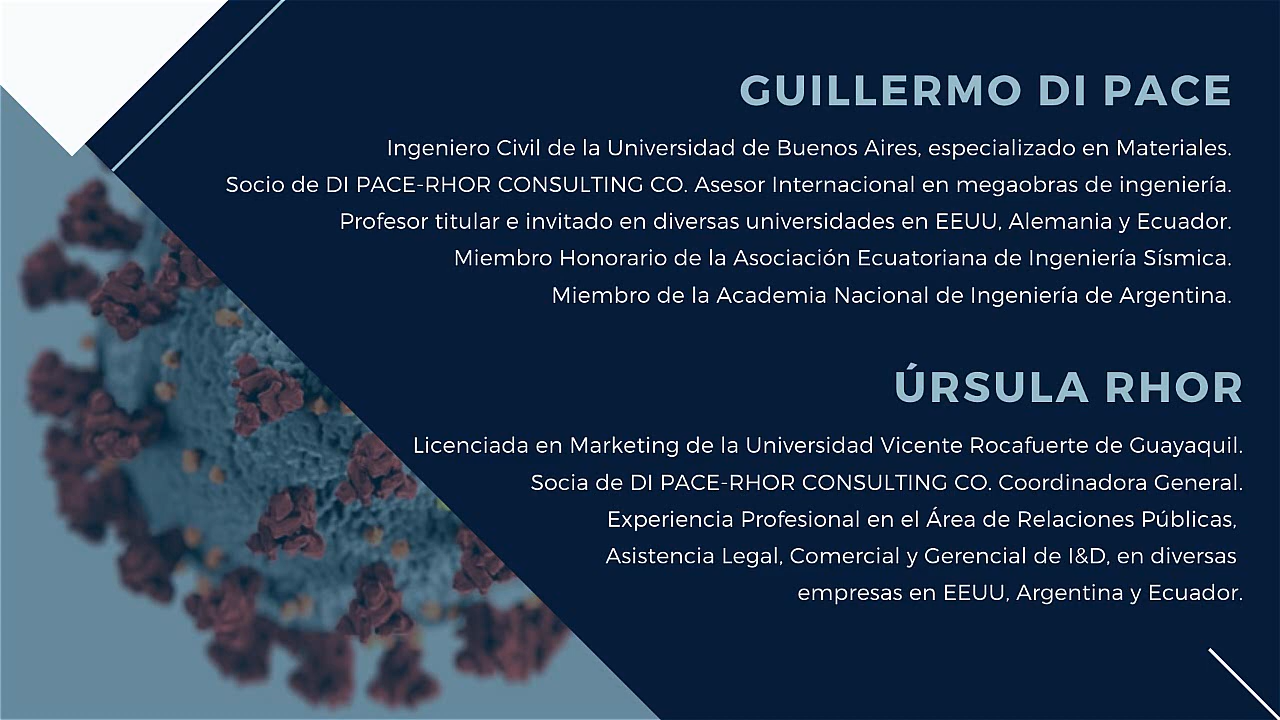 GUILLERMO DI PACE
Ingeniero Civil de la Universidad de Buenos Aires, especializado en Materiales.
Socio de DI PACE-RHOR CONSULTING CO. Asesor Internacional en megaobras de ingeniería.
Profesor titular e invitado en diversas universidades en EEUU, Alemania y Ecuador.
Miembro Honorario de la Asociación Ecuatoriana de Ingeniería Sísmica.
Miembro de la Academia Nacional de Ingeniería de Argentina.
ÚRSULA RHOR
Licenciada en Marketing de la Universidad Vicente Rocafuerte de Guayaquil.
Socia de DI PACE-RHOR CONSULTING CO. Coordinadora General.
Experiencia Profesional en el Área de Relaciones Públicas,
Asistencia Legal, Comercial y Gerencial de I&D, en diversas
empresas en EEUU, Argentina y Ecuador.